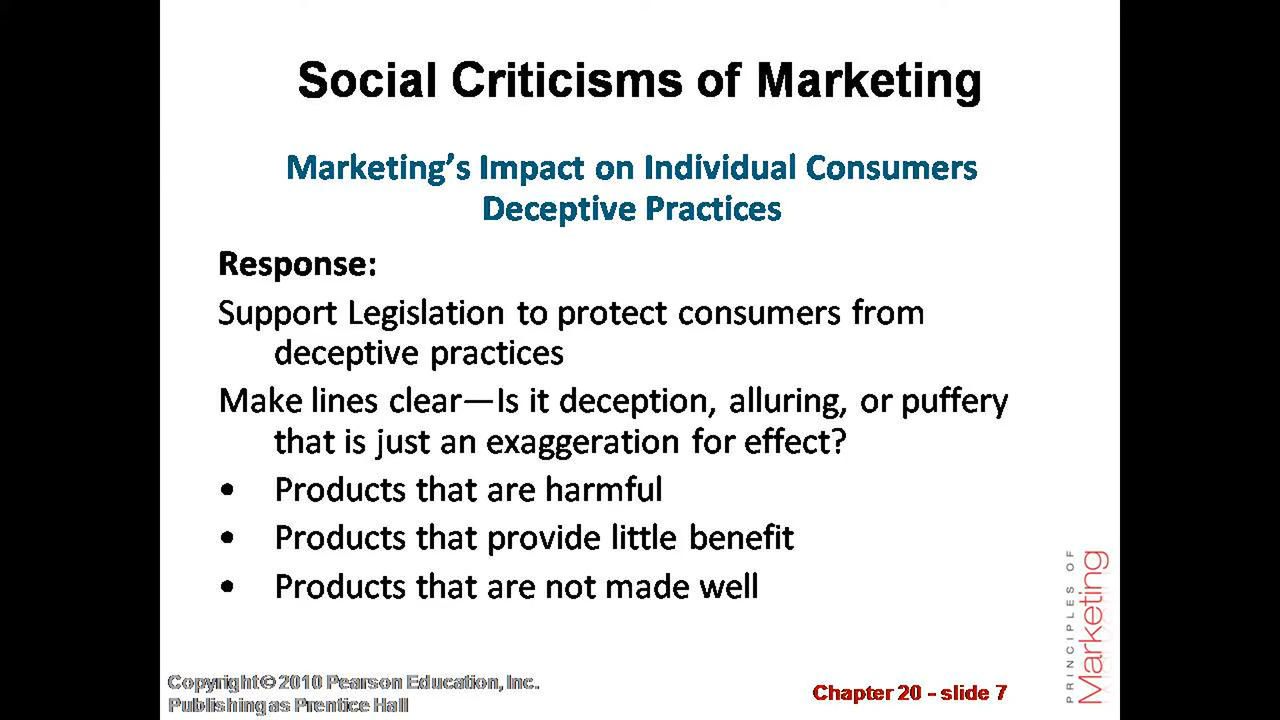 Social Criticisms of Marketing
Marketing’s Impact on Individual Consumers
Deceptive Practices
Response:
Support Legislation to protect consumers from
deceptive practices
Make lines clear—Is it deception, alluring, or puffery
that is just an exaggeration for effect?
• Products that are harmful
• Products that provide little benefit
• Products that are not made well
PRINCIPLES OF
Marketing
Copyright © 2010 Pearson Education, Inc.
Publishing as Prentice Hall
Chapter 20 - slide 7